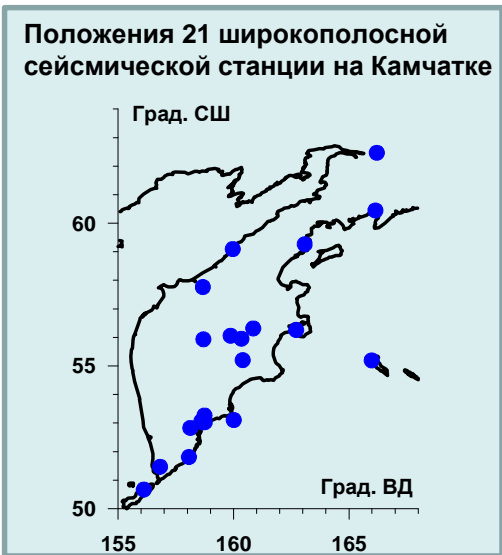 Положения 21 широкополосной
сейсмической станции на Камчатке
Град. СШ
60
55
Град. ВД
50
155 160 165